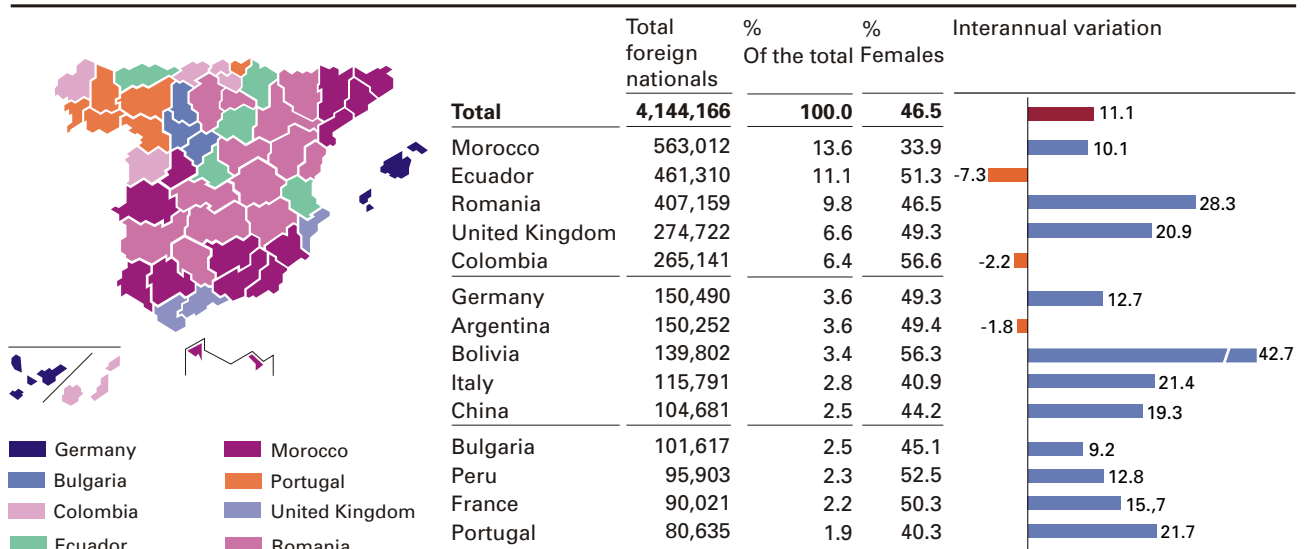 Total % % Interannual variation
foreign Of the total Females
nationals
Total 4,144,166 100.0 46.5 11.1
Morocco 563,012 13.6 33.9 10.1
Ecuador 461,310 11.1 51.3 -7.3
Romania 407,159 9.8 46.5 28.3
United Kingdom 274,722 6.6 49.3 20.9
Colombia 265,141 6.4 56.6 -2.2
Germany 150,490 3.6 49.3 12.7
Argentina 150,252 3.6 49.4 -1.8
Bolivia 139,802 3.4 56.3 42.7
Italy 115,791 2.8 40.9 21.4
China 104,681 2.5 44.2 19.3
Bulgaria 101,617 2.5 45.1 9.2
Peru 95,903 2.3 52.5 12.8
France 90,021 2.2 50.3 15.,7
Portugal 80,635 1.9 40.3 21.7
Germany Morocco
Bulgaria Portugal
Colombia United Kingdom
Ecuador Romania